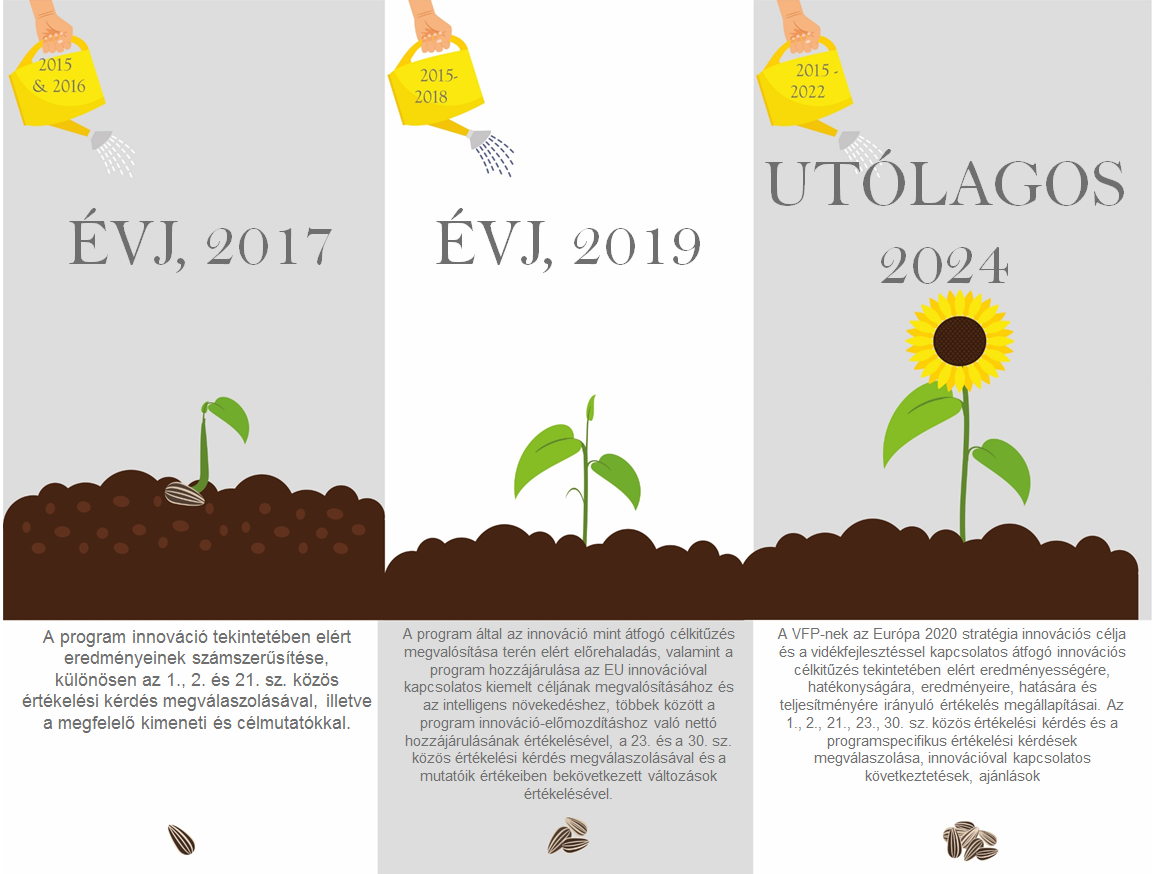 2015
& 2016
ÉVJ, 2017
A program innováció tekintetében elért
eredményeinek számszerűsítése,
különösen az 1., 2. és 21. sz. közös
értékelési kérdés megválaszolásával, illetve
a megfelelő kimeneti és célmutatókkal.
2015-
2018
ÉVJ, 2019
A program által az innováció mint átfogó célkitűzés
megvalósítása terén elért előrehaladás, valamint a
program hozzájárulása az EU innovációval
kapcsolatos kiemelt céljának megvalósításához és
az intelligens növekedéshez, többek között a
program innováció-előmozdításhoz való nettó
hozzájárulásának értékelésével, a 23. és a 30. sz.
közös értékelési kérdés megválaszolásával és a
mutatóik értékeiben bekövetkezett változások
értékelésével.
2015 -
2022
UTÓLAGOS
2024
A VFP-nek az Európa 2020 stratégia innovációs célja
és a vidékfejlesztéssel kapcsolatos átfogó innovációs
célkitűzés tekintetében elért eredményességére,
hatékonyságára, eredményeire, hatására és
teljesítményére irányuló értékelés megállapításai. Az
1., 2., 21., 23., 30. sz. közös értékelési kérdés és a
programspecifikus értékelési kérdések
megválaszolása, innovációval kapcsolatos
következtetések, ajánlások